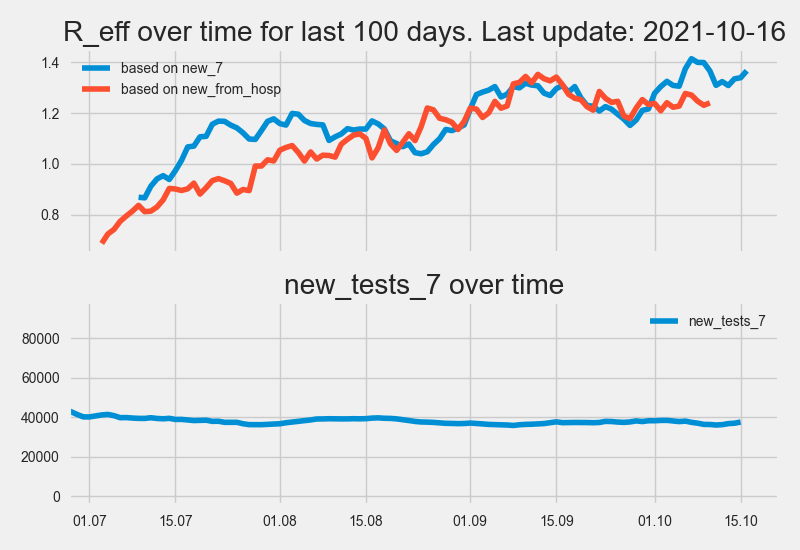 R_eff over time for last 100 days. Last update: 2021-10-16
1.4
1.2
1.0
0.8
based on new_7
based on new_from_hosp
new_tests_7 over time
80000
60000
40000
20000
0
new_tests_7
01.07 15.07 01.08 15.08 01.09 15.09 01.10 15.10